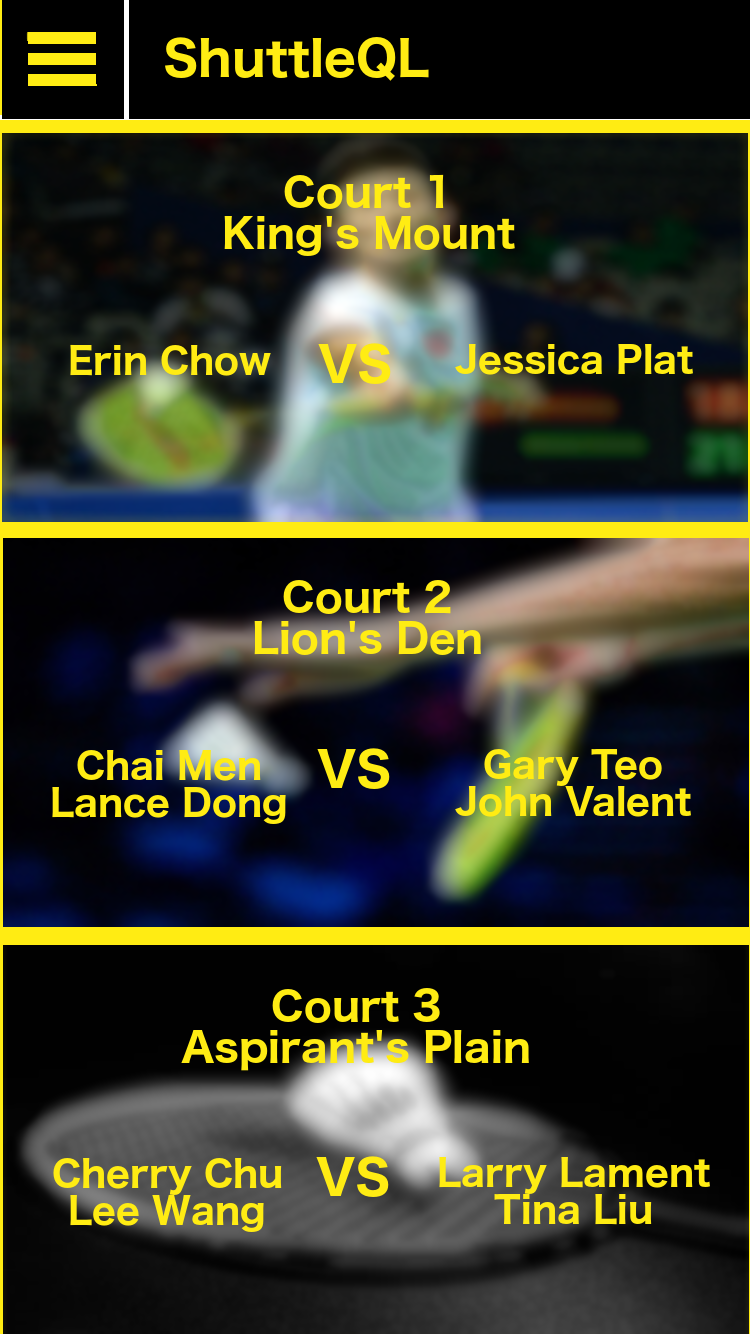 ShuttleQL
Court 1
King's Mount
Erin Chow VS Jessica Plat
Court 2
Lion's Den
Chai Men VS Gary Teo
Lance Dong John Valent
Court 3
Aspirant's Plain
Cherry Chu VS Larry Lament
Lee Wang Tina Liu